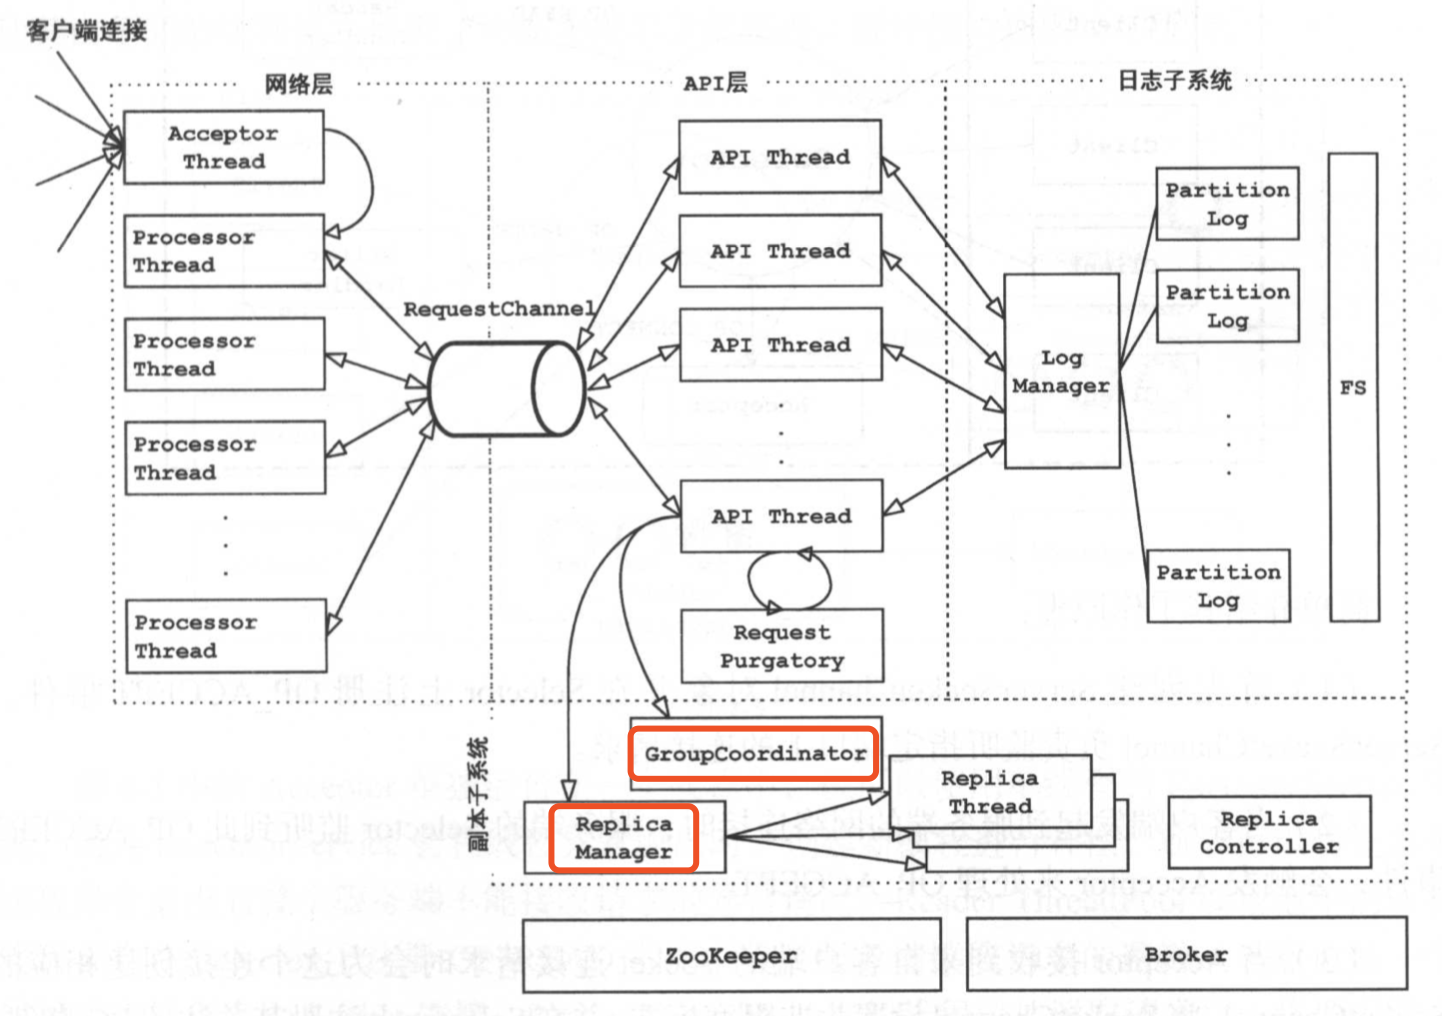 客户端连接
网络层
API层
日志子系统
Acceptor
Thread
Processor
Thread
Processor
Thread
Processor
Thread
Processor
Thread
RequestChannel
API Thread
API Thread
API Thread
API Thread
Request
Purgatory
Log
Manager
Partition
Log
Partition
Log
Partition
Log
FS
副本子系统
GroupCoordinator
Replica
Manager
Replica
Thread
Replica
Controller
ZooKeeper
Broker